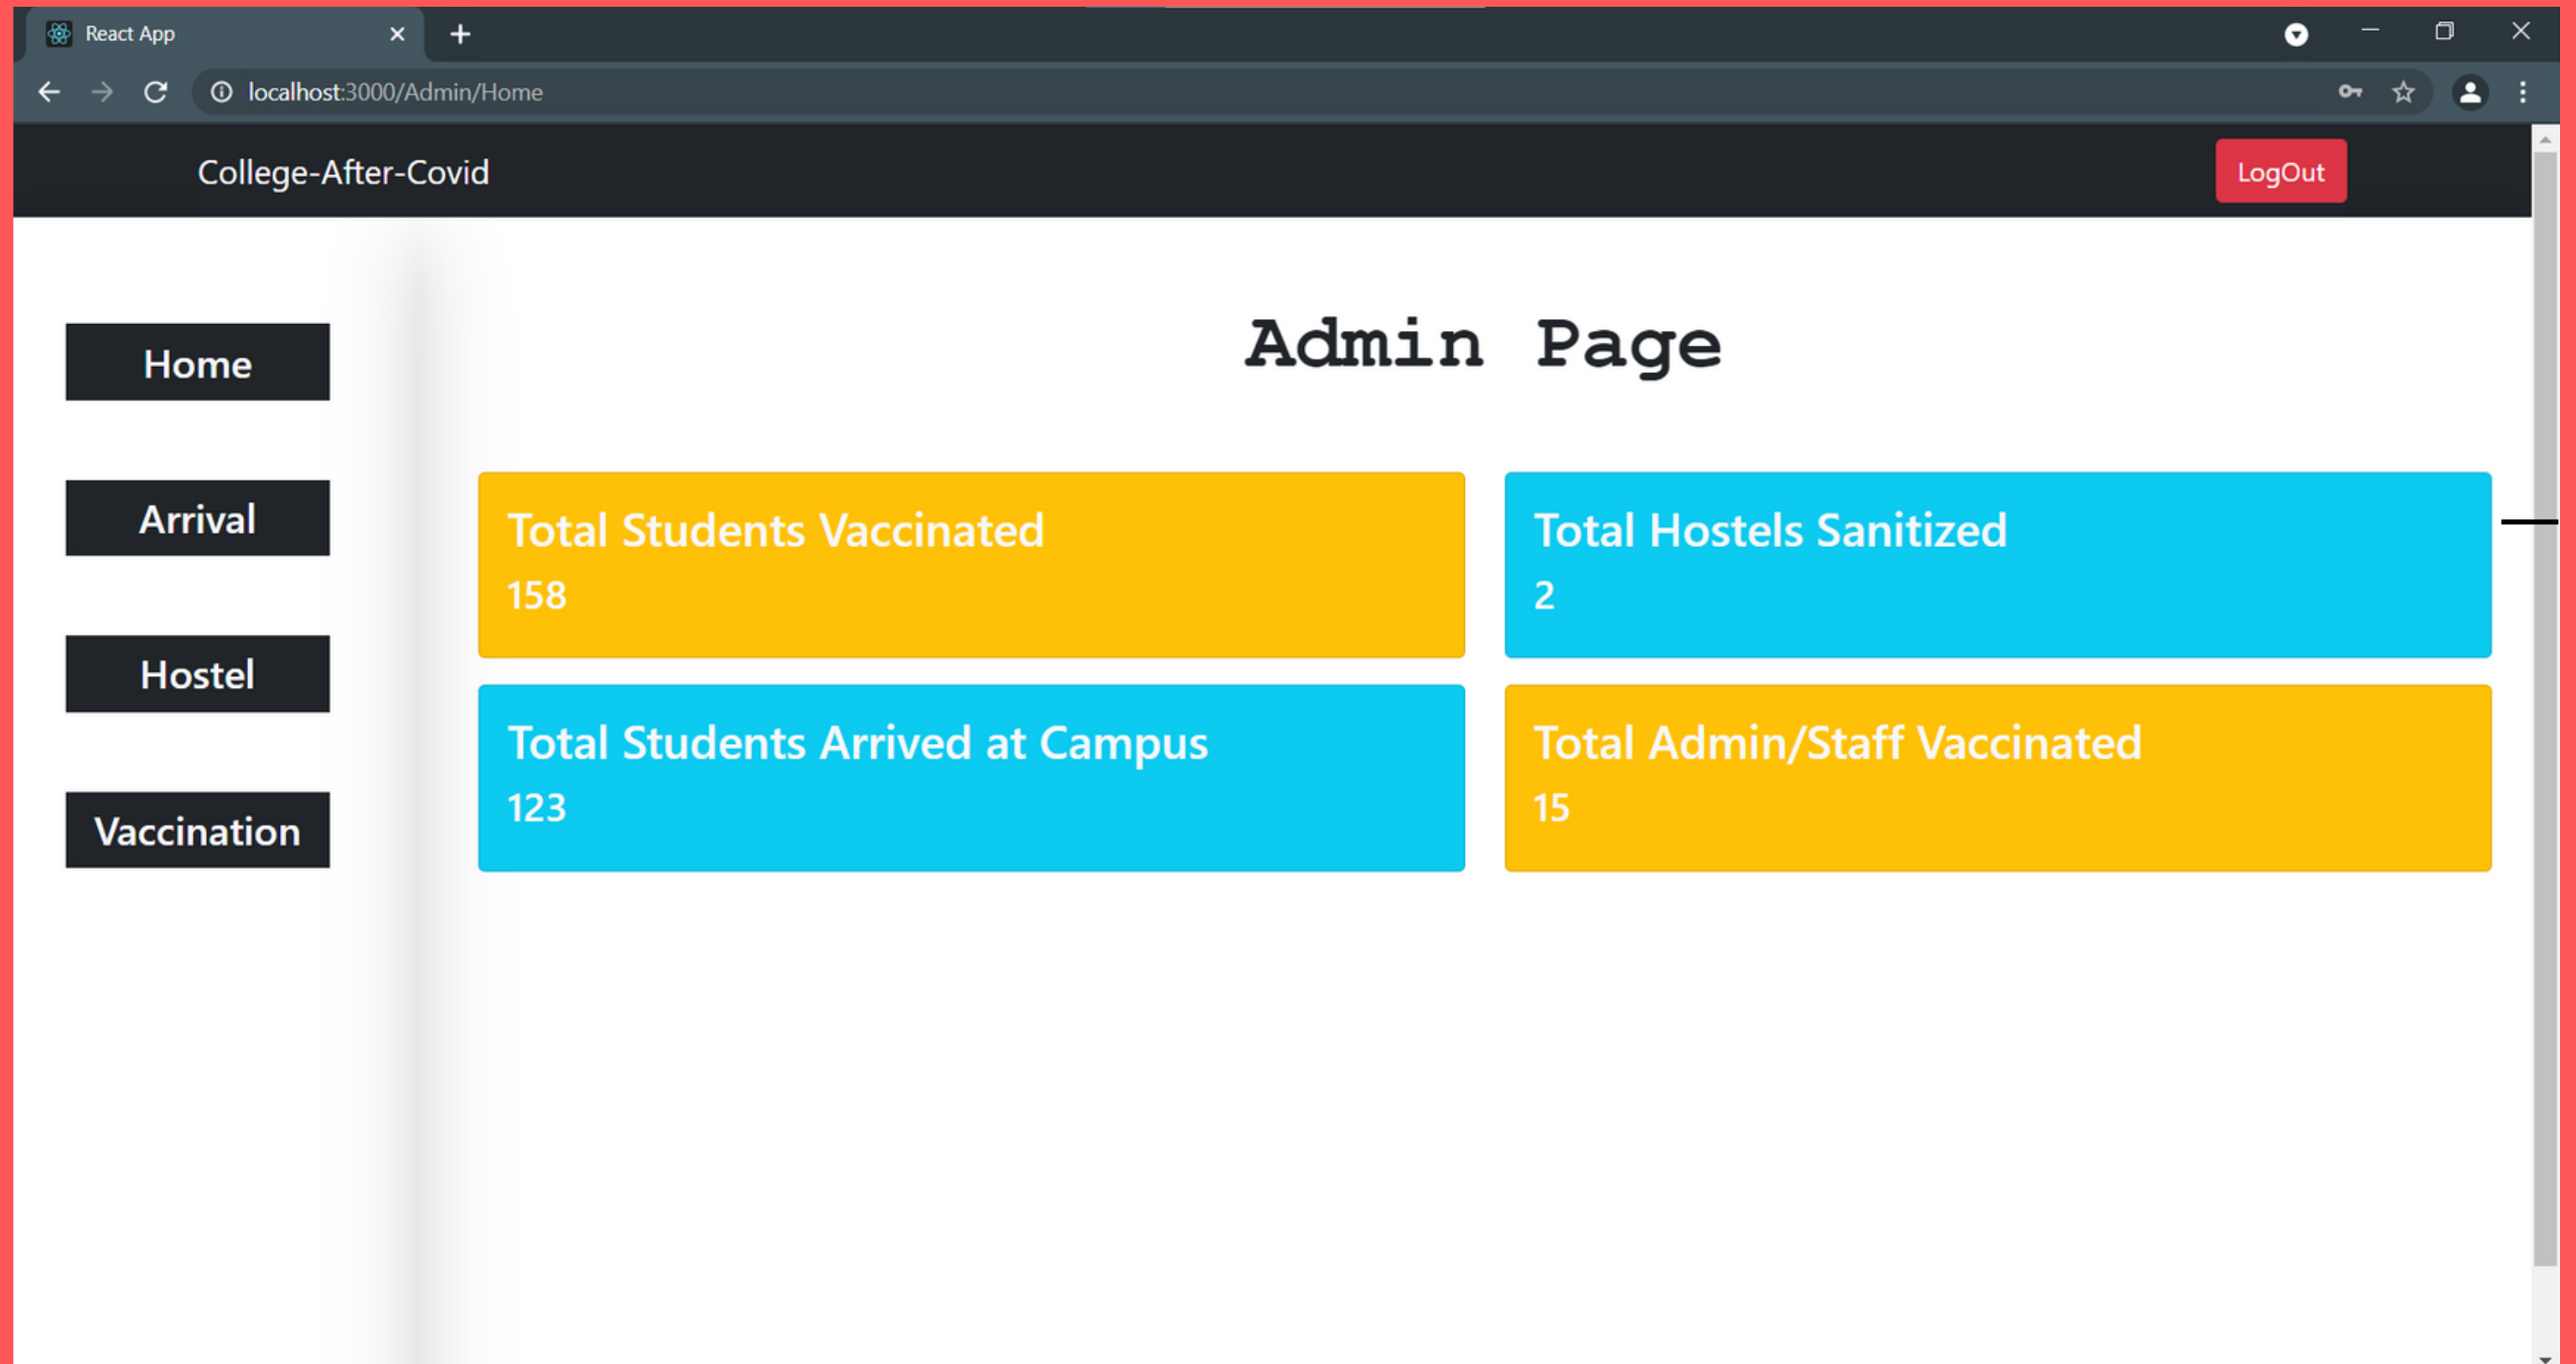 React App
localhost:3000/Admin/Home
College-After-Covid
LogOut
Home
Arrival
Hostel
Vaccination
Admin Page
Total Students Vaccinated
158
Total Hostels Sanitized
2
Total Students Arrived at Campus
123
Total Admin/Staff Vaccinated
15